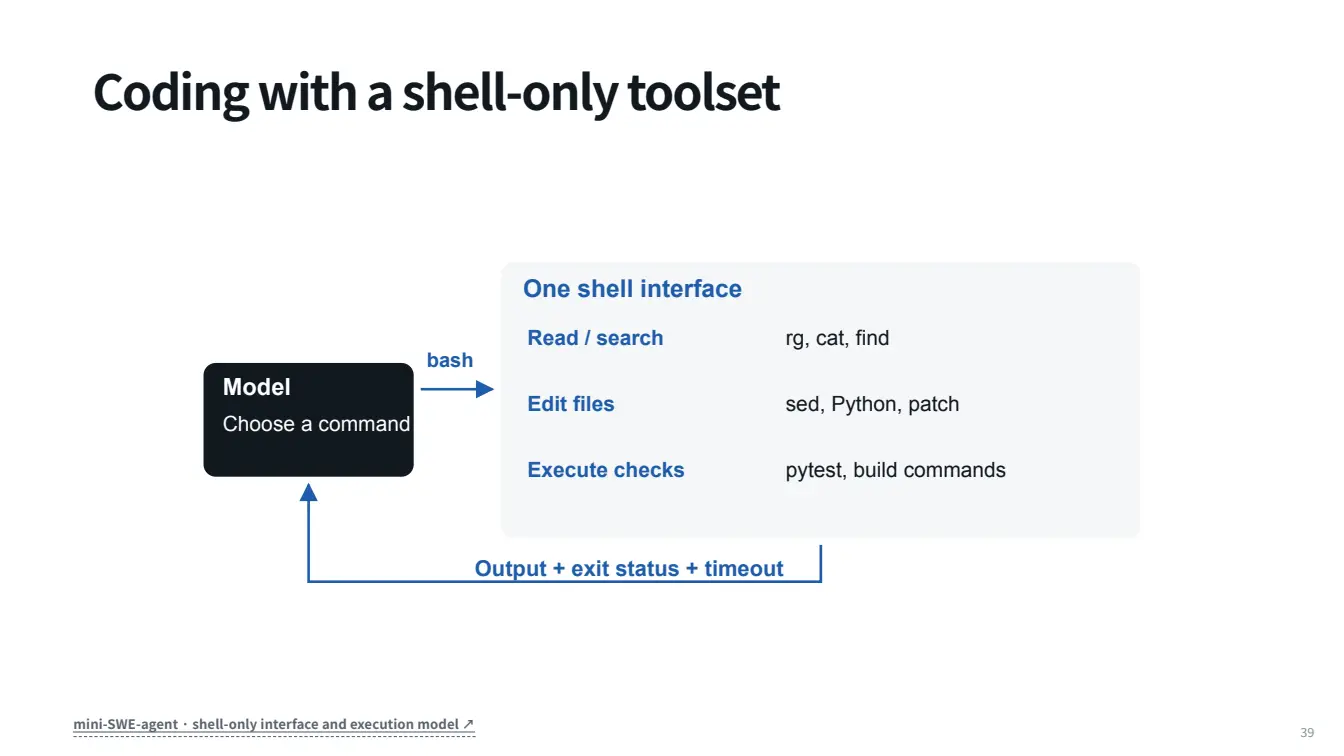 Coding with a shell-only toolset
One shell interface
Read / search rg, cat, find
bash
Model
Choose a command
Edit files sed, Python, patch
Execute checks pytest, build commands
Output + exit status + timeout
mini-SWE-agent · shell-only interface and execution model ↗
39